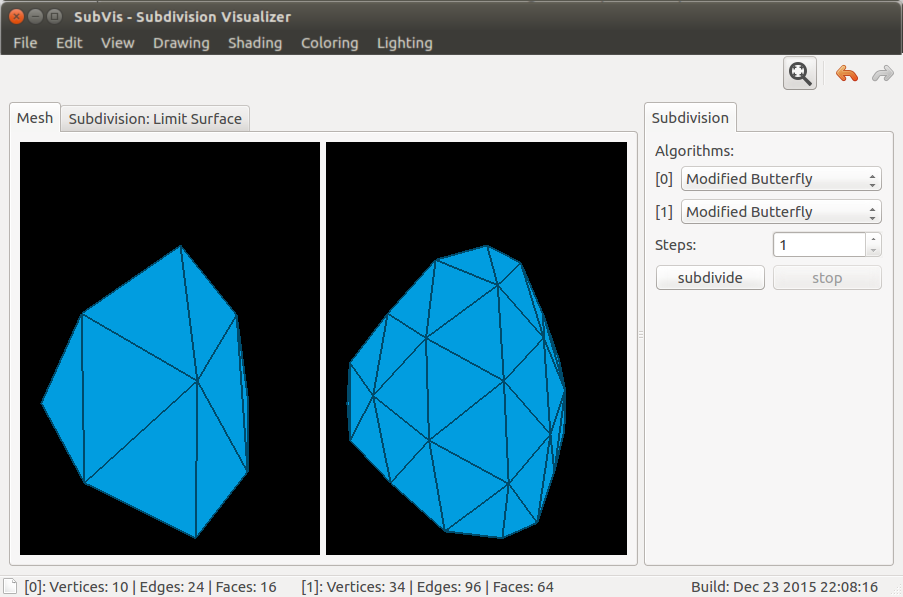 SubVis - Subdivision Visualizer
File Edit View Drawing Shading Coloring Lighting
Mesh Subdivision: Limit Surface
Subdivision
Algorithms:
[0] Modified Butterfly
[1] Modified Butterfly
Steps: 1
subdivide stop
[0]: Vertices: 10 | Edges: 24 | Faces: 16 [1]: Vertices: 34 | Edges: 96 | Faces: 64 Build: Dec 23 2015 22:08:16